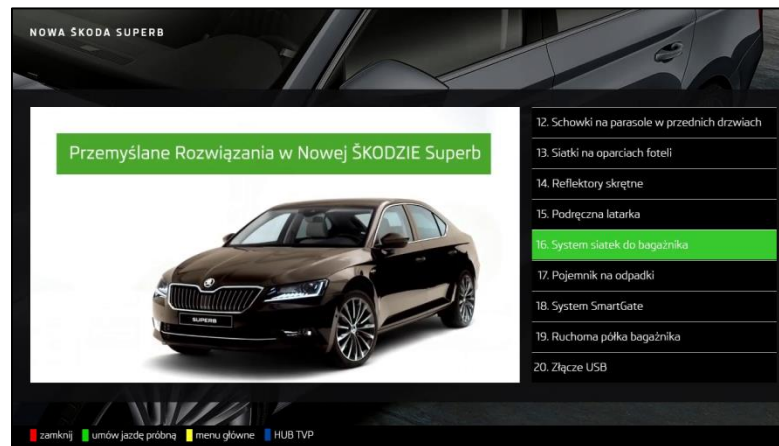 NOWA ŠKODA SUPERB
Przemyślane Rozwiązania w Nowej ŠKODZIE Superb
SUPERB
12. Schowki na parasole w przednich drzwiach
13. Siatki na oparciach foteli
14. Reflektory skrętne
15. Podręczna latarka
16. System siatek do bagażnika
17. Pojemnik na odpadki
18. System SmartGate
19. Ruchoma półka bagażnika
20. Złącze USB
zamknij umów jazdę próbną menu główne HUB TVP